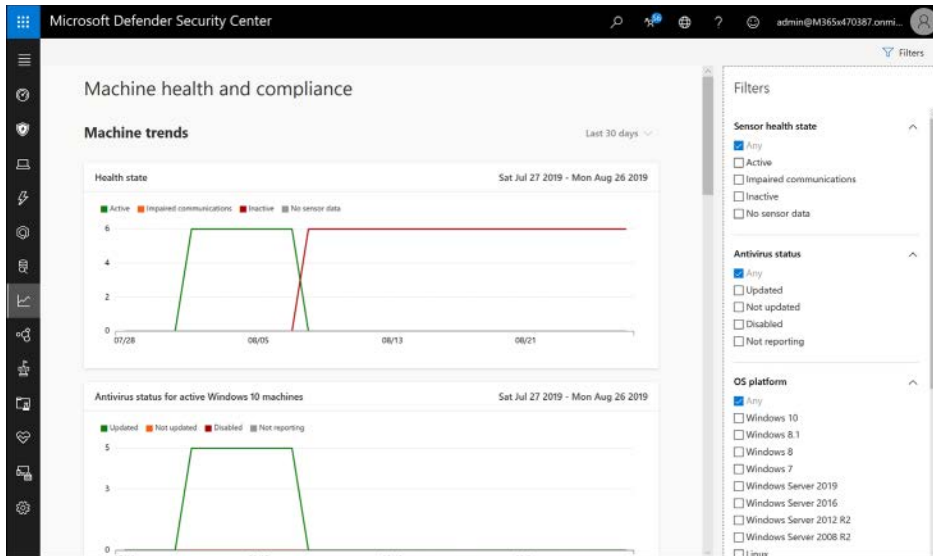 Microsoft Defender Security Center
56
?
admin@M365x470387.onmi...
Filters
Machine health and compliance
Machine trends
Last 30 days
Health state
Sat Jul 27 2019 - Mon Aug 26 2019
Active Impaired communications Inactive No sensor data
6
4
2
0
07/28 08/05 08/13 08/21
Antivirus status for active Windows 10 machines
Sat Jul 27 2019 - Mon Aug 26 2019
Updated Not updated Disabled Not reporting
5
3
0
Filters
Sensor health state
Any
Active
Impaired communications
Inactive
No sensor data
Antivirus status
Any
Updated
Not updated
Disabled
Not reporting
OS platform
Any
Windows 10
Windows 8.1
Windows 8
Windows 7
Windows Server 2019
Windows Server 2016
Windows Server 2012 R2
Windows Server 2008 R2
Linux